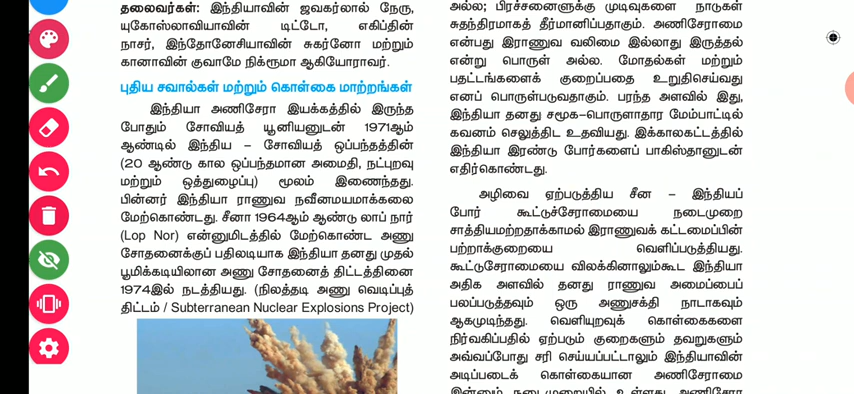 தலைவர்கள்: இந்தியாவின் ஜவகர்லால் நேரு,
யுகோஸ்லாவியாவின் டிட்டோ, எகிப்தின்
நாசர், இந்தோனேசியாவின் சுகர்னோ மற்றும்
கானாவின் குவாமே நிக்ரூமா ஆகியோராவர்.
புதிய சவால்கள் மற்றும் கொள்கை மாற்றங்கள்
இந்தியா அணிசேரா இயக்கத்தில் இருந்த
போதும் சோவியத் யூனியனுடன் 1971ஆம்
ஆண்டில் இந்திய – சோவியத் ஒப்பந்தத்தின்
(20 ஆண்டு கால ஒப்பந்தமான அமைதி, நட்புறவு
மற்றும் ஒத்துழைப்பு) மூலம் இணைந்தது.
பின்னர் இந்தியா ராணுவ நவீனமயமாக்கலை
மேற்கொண்டது. சீனா 1964ஆம் ஆண்டு லாப் நார்
(Lop Nor) என்னுமிடத்தில் மேற்கொண்ட அணு
சோதனைக்குப் பதிலடியாக இந்தியா தனது முதல்
பூமிக்கடியிலான அணு சோதனைத் திட்டத்தினை
1974இல் நடத்தியது. (நிலத்தடி அணு வெடிப்புத்
திட்டம் / Subterranean Nuclear Explosions Project)
அல்ல; பிரச்சனைளுக்கு முடிவுகளை நாடுகள்
சுதந்திரமாகத் தீர்மானிப்பதாகும். அணிசேராமை
என்பது இராணுவ வலிமை இல்லாது இருத்தல்
என்று பொருள் அல்ல. மோதல்கள் மற்றும்
பதட்டங்களைக் குறைப்பதை உறுதிசெய்வது
எனப் பொருள்படுவதாகும். பரந்த அளவில் இது,
இந்தியா தனது சமூக–பொருளாதார மேம்பாட்டில்
கவனம் செலுத்திட உதவியது. இக்காலகட்டத்தில்
இந்தியா இரண்டு போர்களைப் பாகிஸ்தானுடன்
எதிர்கொண்டது.
அழிவை ஏற்படுத்திய சீன – இந்தியப்
போர் கூட்டுச்சேராமையை நடைமுறை
சாத்தியமற்றதாக்காமல் இராணுவக் கட்டமைப்பின்
பற்றாக்குறையை வெளிப்படுத்தியது.
கூட்டுசேராமையை விலக்கினாலும்கூட இந்தியா
அதிக அளவில் தனது ராணுவ அமைப்பைப்
பலப்படுத்தவும் ஒரு அணுசக்தி நாடாகவும்
ஆகமுடிந்தது. வெளியுறவுக் கொள்கைகளை
நிர்வகிப்பதில் ஏற்படும் குறைகளும் தவறுகளும்
அவ்வப்போது சரி செய்யப்பட்டாலும் இந்தியாவின்
அடிப்படைக் கொள்கையான அணிசேராமை
இன்னும் நடைமுறையில் உள்ளது. அணிசேரா